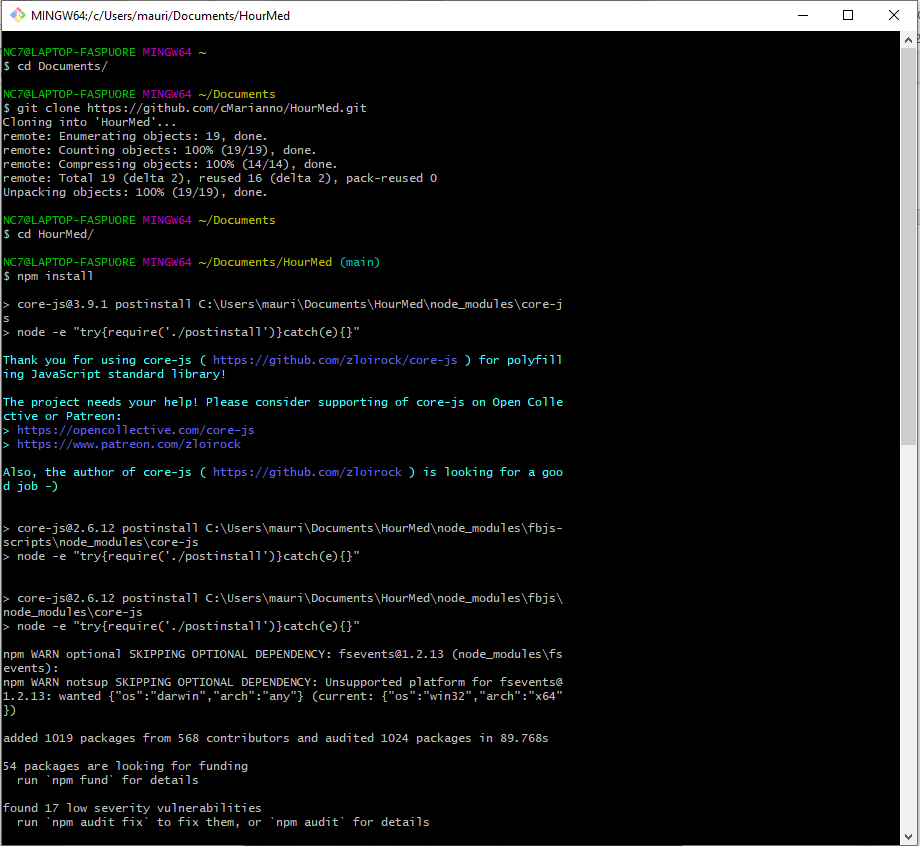 MINGW64:/c/Users/mauri/Documents/HourMed
NC7@LAPTOP-FASPUORE MINGW64 ~
$ cd Documents/
NC7@LAPTOP-FASPUORE MINGW64 ~/Documents
$ git clone https://github.com/cMarianno/HourMed.git
Cloning into 'HourMed'...
remote: Enumerating objects: 19, done.
remote: Counting objects: 100% (19/19), done.
remote: Compressing objects: 100% (14/14), done.
remote: Total 19 (delta 2), reused 16 (delta 2), pack-reused 0
Unpacking objects: 100% (19/19), done.
NC7@LAPTOP-FASPUORE MINGW64 ~/Documents
$ cd HourMed/
NC7@LAPTOP-FASPUORE MINGW64 ~/Documents/HourMed (main)
$ npm install
> core-js@3.9.1 postinstall C:\Users\mauri\Documents\HourMed\node_modules\core-j
s
> node -e "try{require('./postinstall')}catch(e){}"
Thank you for using core-js ( https://github.com/zloirock/core-js ) for polyfill
ing JavaScript standard library!
The project needs your help! Please consider supporting of core-js on Open Colle
ctive or Patreon:
> https://opencollective.com/core-js
> https://www.patreon.com/zloirock
Also, the author of core-js ( https://github.com/zloirock ) is looking for a goo
d job -)
> core-js@2.6.12 postinstall C:\Users\mauri\Documents\HourMed\node_modules\fbjs-
scripts\node_modules\core-js
> node -e "try{require('./postinstall')}catch(e){}"
> core-js@2.6.12 postinstall C:\Users\mauri\Documents\HourMed\node_modules\fbjs\
node_modules\core-js
> node -e "try{require('./postinstall')}catch(e){}"
npm WARN optional SKIPPING OPTIONAL DEPENDENCY: fsevents@1.2.13 (node_modules\fs
events):
npm WARN notsup SKIPPING OPTIONAL DEPENDENCY: Unsupported platform for fsevents@
1.2.13: wanted {"os":"darwin","arch":"any"} (current: {"os":"win32","arch":"x64"
})
added 1019 packages from 568 contributors and audited 1024 packages in 89.768s
54 packages are looking for funding
  run `npm fund` for details
found 17 low severity vulnerabilities
  run `npm audit fix` to fix them, or `npm audit` for details